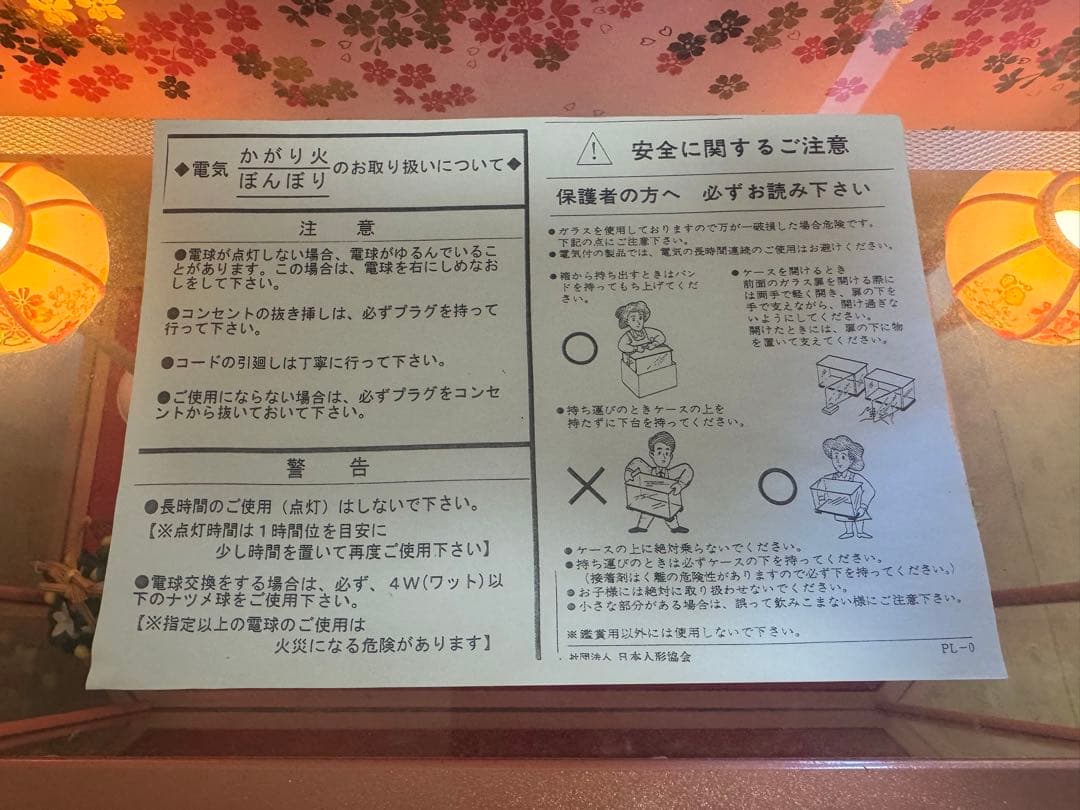 ◆電気 かがり火 ぼんぼり のお取り扱いについて◆
注 意
●電球が点灯しない場合、電球がゆるんでいるこ
とがあります。この場合は、電球を右にしめなお
しをして下さい。
●コンセントの抜き挿しは、必ずプラグを持って
行って下さい。
●コードの引廻しは丁寧に行って下さい。
●ご使用にならない場合は、必ずプラグをコンセ
ントから抜いておいて下さい。
警 告
●長時間のご使用（点灯）はしないで下さい。
【※点灯時間は1時間位を目安に
少し時間を置いて再度ご使用下さい】
●電球交換をする場合は、必ず、4W(ワット)以
下のナツメ球をご使用下さい。
【※指定以上の電球のご使用は
火災になる危険があります】
! 安全に関するご注意
保護者の方へ 必ずお読み下さい
●ガラスを使用しておりますので万が一破損した場合危険です。
下記の点にご注意下さい。
●電気付の製品では、電気の長時間連続のご使用はお避けください。
●箱から持ち出すときはバン
ドを持ってもち上げてくだ
さい。
●持ち運びのときケースの上を
持たずに下台を持ってください。
●ケースを開けるとき
前面のガラス扉を開ける際に
は両手で軽く開き、扉の下を
手で支えながら、開け過ぎな
いようにしてください。
開けたときには、扉の下に物
を置いて支えてください。
●ケースの上に絶対乗らないでください。
●持ち運びのときは必ずケースの下を持ってください。
（接着剤はく離の危険性がありますので必ず下を持ってください。）
●お子様には絶対に取り扱わせないでください。
●小さな部分がある場合は、誤って飲みこまない様にご注意下さい。
※鑑賞用以外には使用しないで下さい。
社団法人 日本人形協会
PL-0